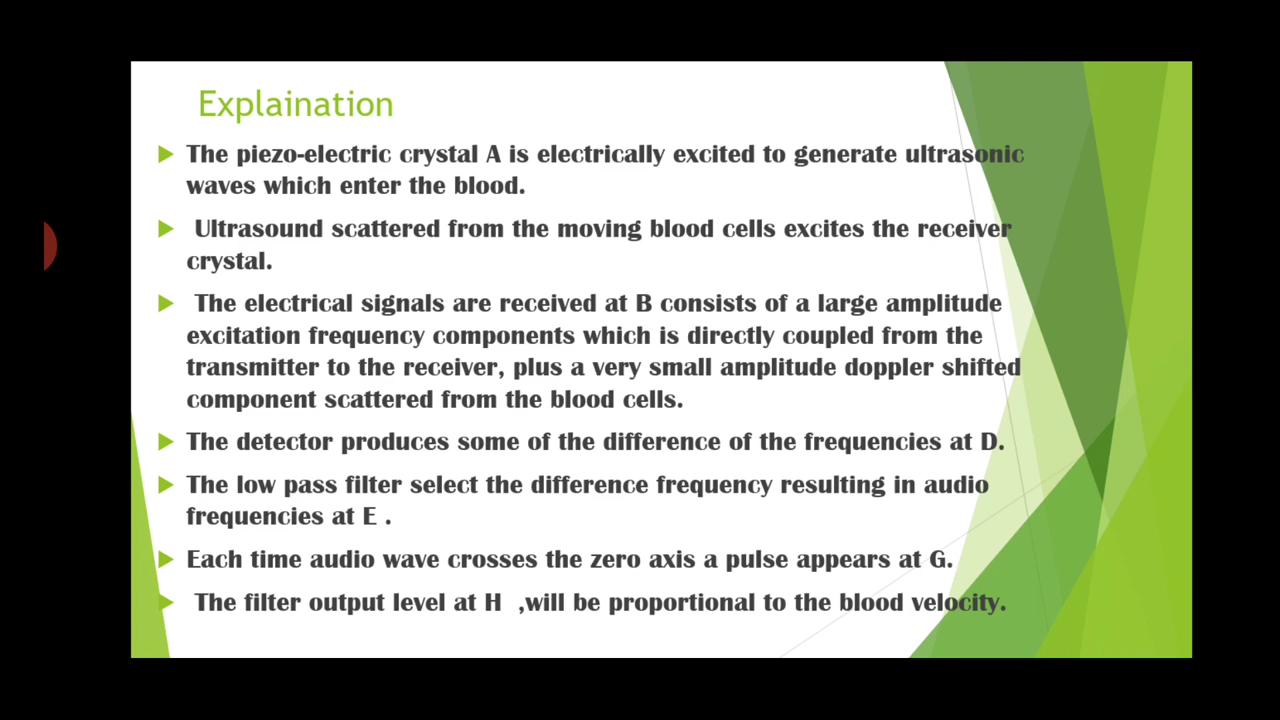 Explaination
The piezo-electric crystal A is electrically excited to generate ultrasonic
waves which enter the blood.
Ultrasound scattered from the moving blood cells excites the receiver
crystal.
The electrical signals are received at B consists of a large amplitude
excitation frequency components which is directly coupled from the
transmitter to the receiver, plus a very small amplitude doppler shifted
component scattered from the blood cells.
The detector produces some of the difference of the frequencies at D.
The low pass filter select the difference frequency resulting in audio
frequencies at E .
Each time audio wave crosses the zero axis a pulse appears at G.
The filter output level at H ,will be proportional to the blood velocity.